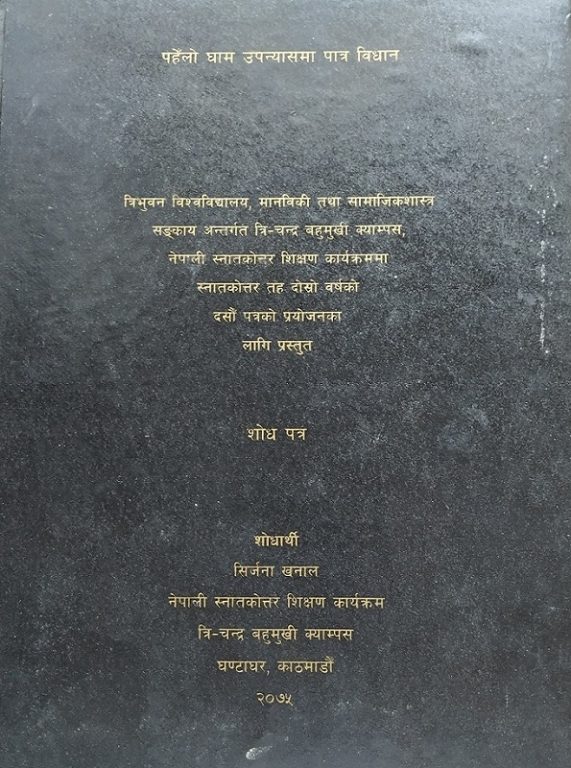 पहेँलो घाम उपन्यासमा पात्र विधान
त्रिभुवन विश्वविद्यालय, मानविकी तथा सामाजिकशास्त्र
सङ्काय अन्तर्गत त्रि-चन्द्र बहुमुखी क्याम्पस,
नेपाली स्नातकोत्तर शिक्षण कार्यक्रममा
स्नातकोत्तर तह दोस्रो वर्षको
दसौँ पत्रको प्रयोजनका
लागि प्रस्तुत
शोध पत्र
शोधार्थी
सिर्जना खनाल
नेपाली स्नातकोत्तर शिक्षण कार्यक्रम
त्रि-चन्द्र बहुमुखी क्याम्पस
घण्टाघर, काठमाडौँ
२०७५